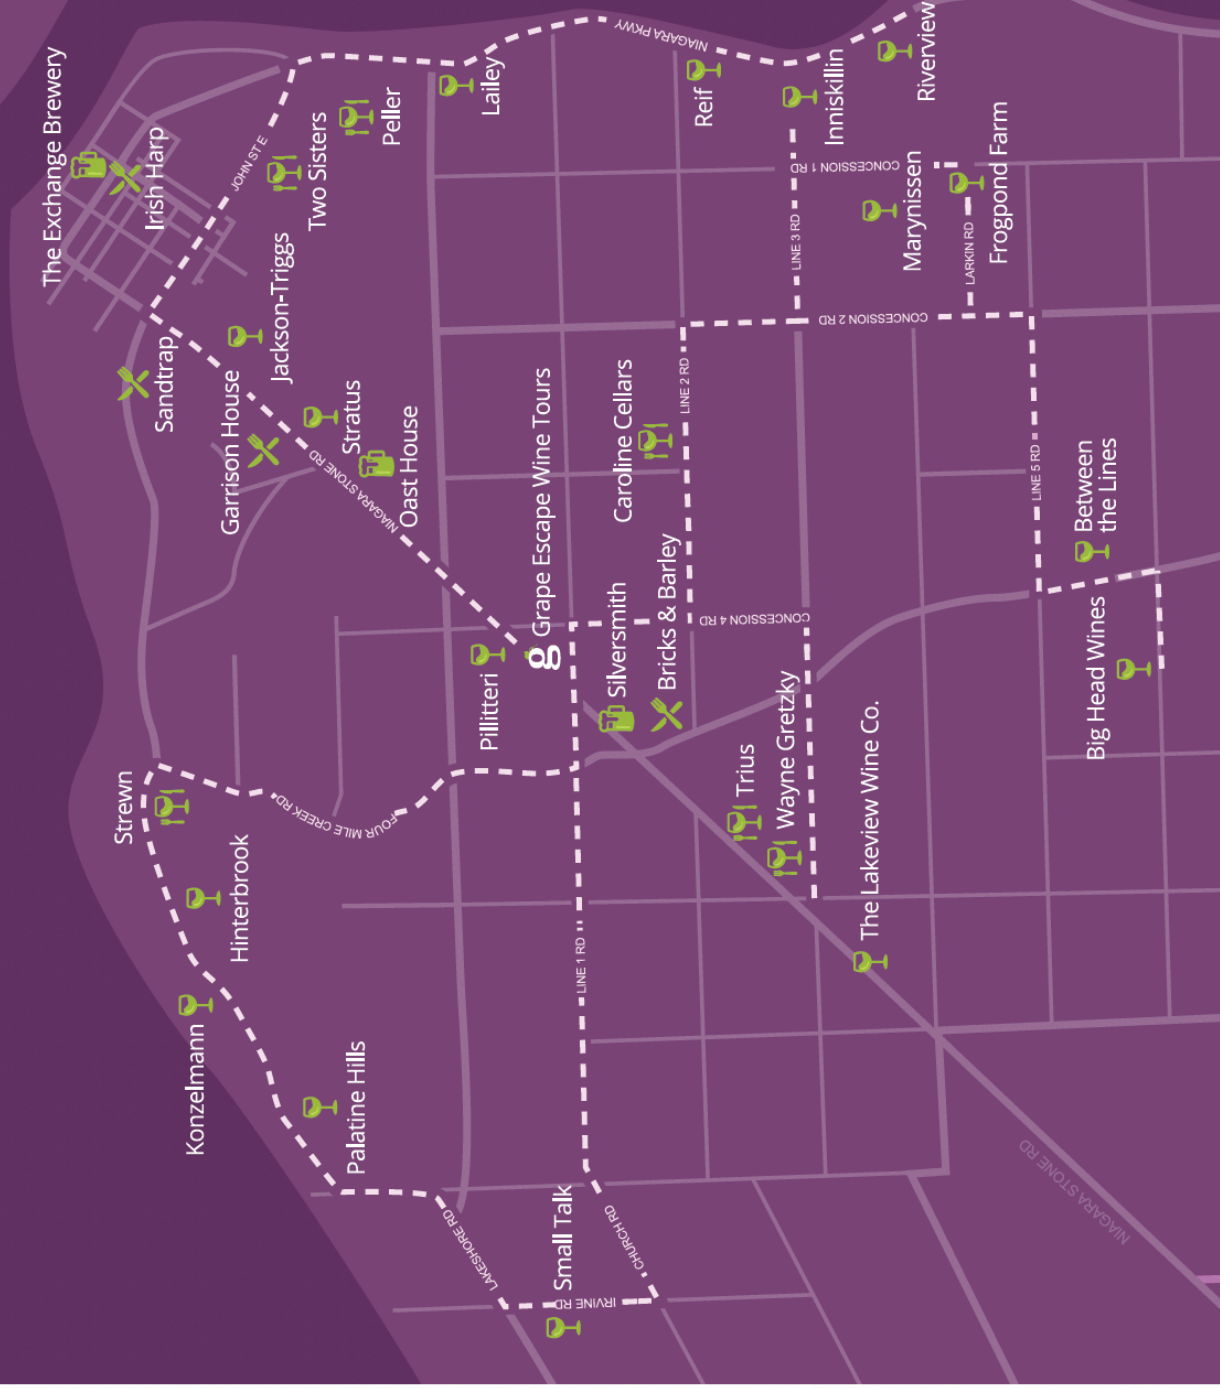 The Exchange Brewery
Irish Harp
JOHN ST E
Two Sisters
Peller
Lailey
NIAGARA PKWY
Reif
Inniskillin
Riverview
Sandtrap
Jackson-Triggs
Garrison House
Stratus
Oast House
NIAGARA STONE RD
Grape Escape Wine Tours
g
Caroline Cellars
LINE 2 RD
LINE 3 RD
CONCESSION 1 RD
Marynissen
LARKIN RD
Frogpond Farm
CONCESSION 2 RD
LINE 5 RD
Between
the Lines
Big Head Wines
Pillitteri
Silversmith
Bricks & Barley
CONCESSION 4 RD
Trius
Wayne Gretzky
The Lakeview Wine Co.
Strewn
FOUR MILE CREEK RD
Hinterbrook
Konzelmann
Palatine Hills
LINE 1 RD
LAKESHORE RD
Small Talk
CHURCH RD
IRVINE RD
NIAGARA STONE RD